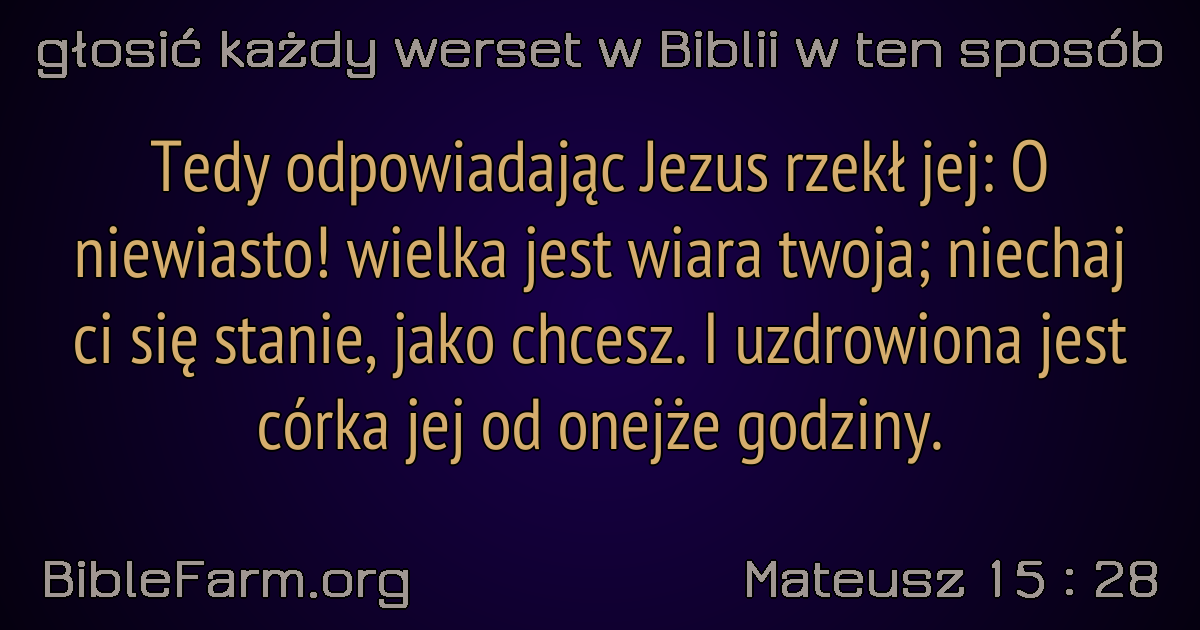 głosić każdy werset w Biblii w ten sposób
Tedy odpowiadając Jezus rzekł jej: O
niewiasto! wielka jest wiara twoja; niechaj
ci się stanie, jako chcesz. I uzdrowiona jest
córka jej od onejże godziny.
BibleFarm.org
Mateusz 15 : 28